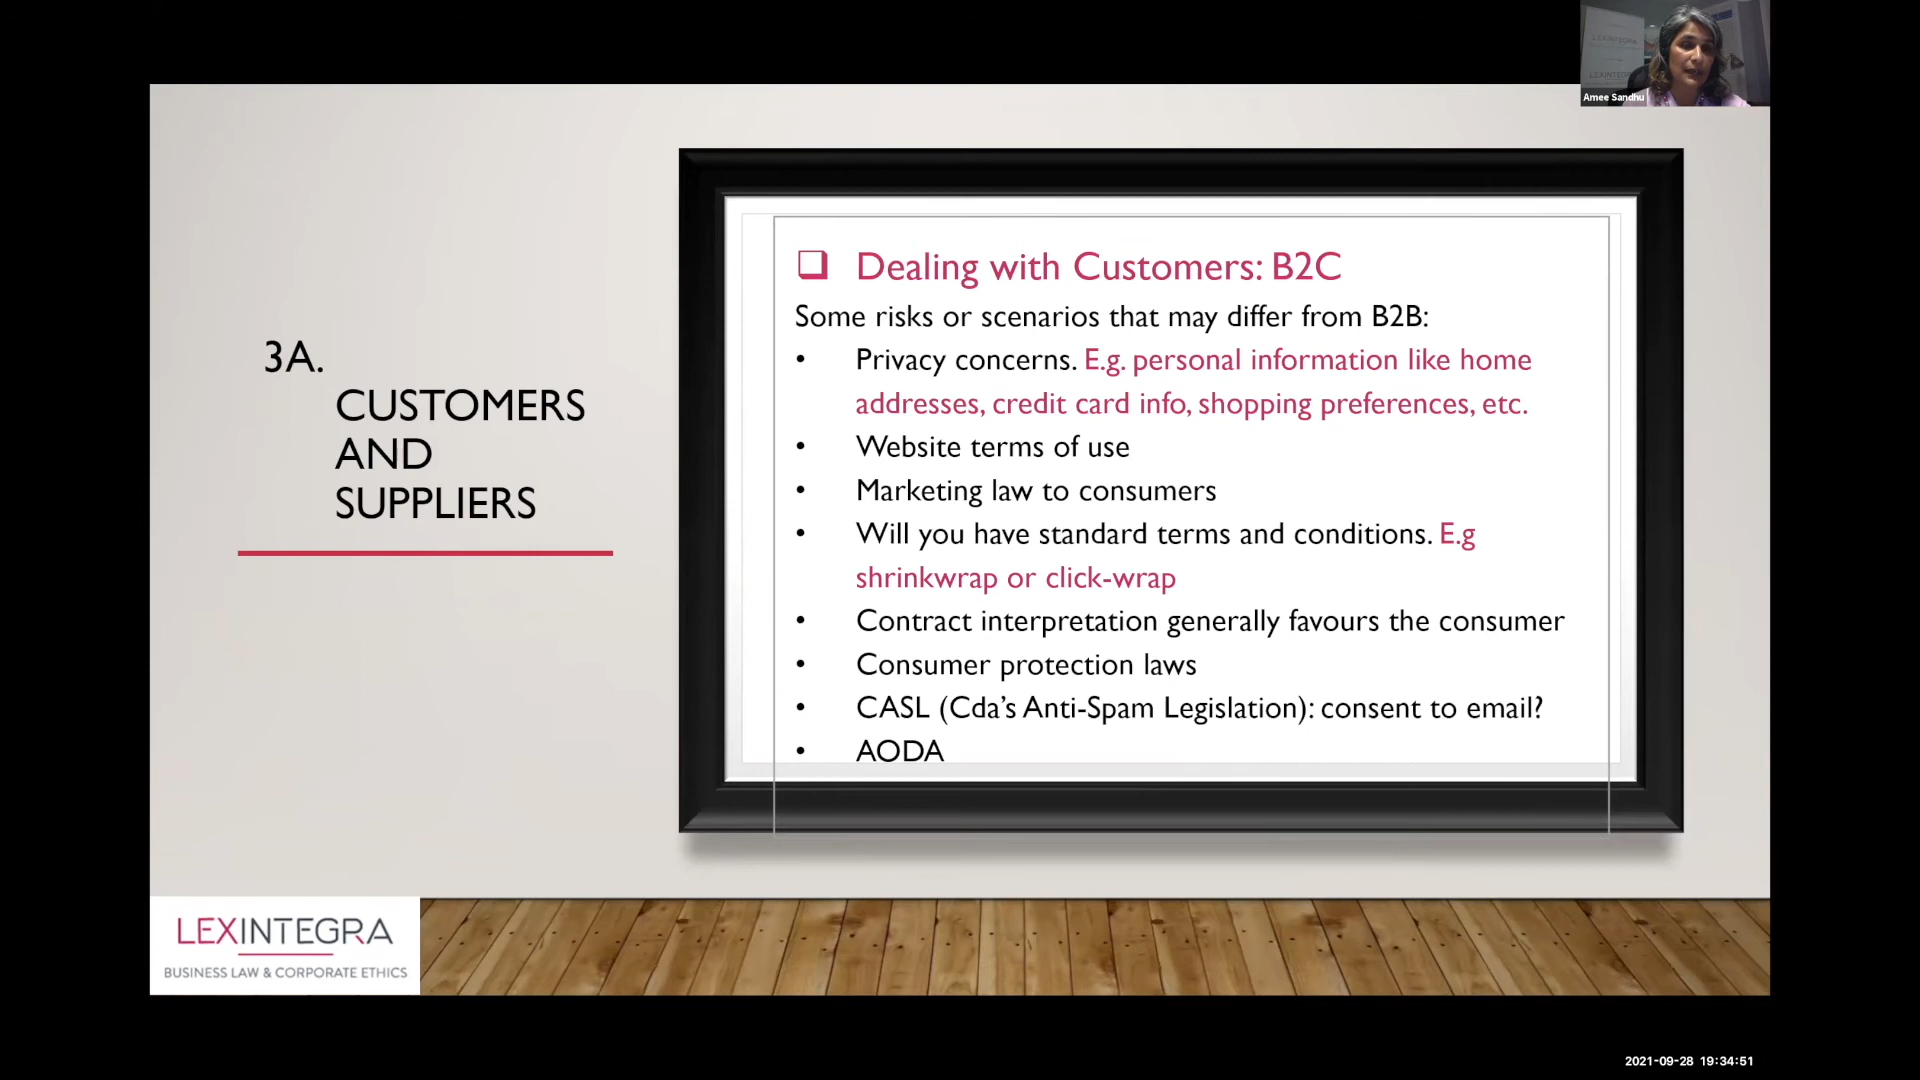 LEXINTEGRA
LEXINTEGRA
Amee Sandhu
3A.
CUSTOMERS
AND
SUPPLIERS
❑ Dealing with Customers: B2C
Some risks or scenarios that may differ from B2B:
• Privacy concerns. E.g. personal information like home
addresses, credit card info, shopping preferences, etc.
• Website terms of use
• Marketing law to consumers
• Will you have standard terms and conditions. E.g
shrinkwrap or click-wrap
• Contract interpretation generally favours the consumer
• Consumer protection laws
• CASL (Cda's Anti-Spam Legislation): consent to email?
• AODA
LEXINTEGRA
BUSINESS LAW & CORPORATE ETHICS
2021-09-28 19:34:51